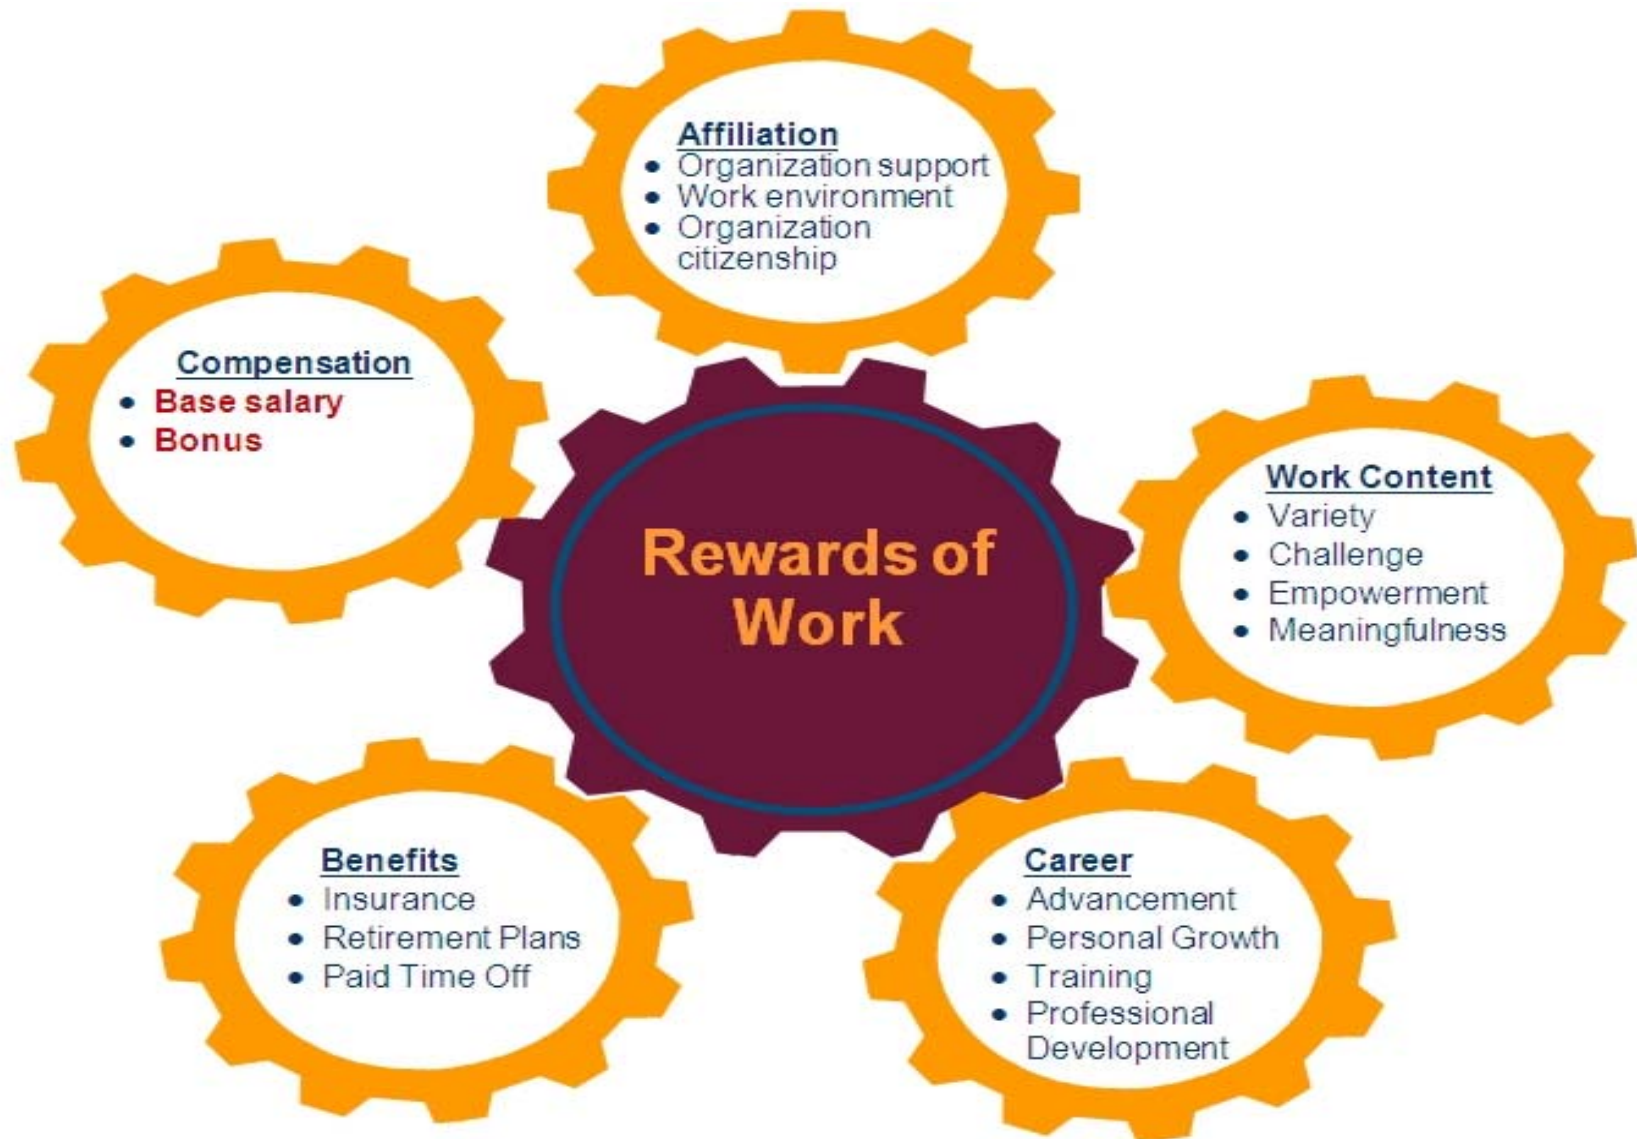 Affiliation
• Organization support
• Work environment
• Organization
citizenship
Compensation
• Base salary
• Bonus
Rewards of
Work
Work Content
• Variety
• Challenge
• Empowerment
• Meaningfulness
Benefits
• Insurance
• Retirement Plans
• Paid Time Off
Career
• Advancement
• Personal Growth
• Training
• Professional
Development